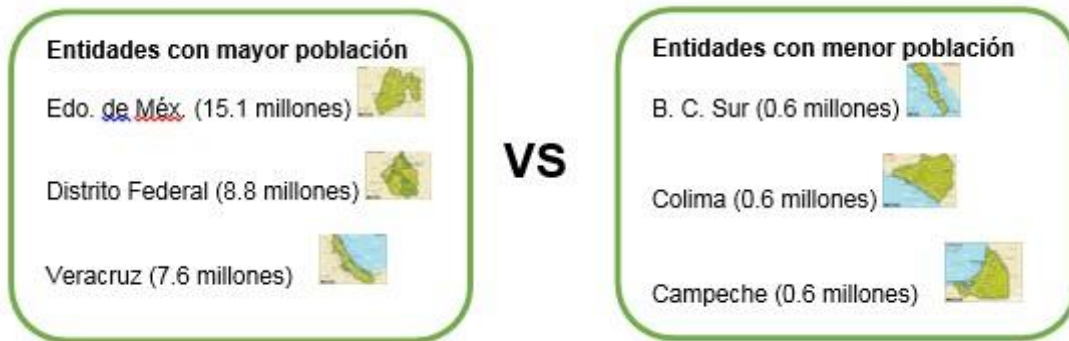 Entidades con mayor población
Edo. de Méx. (15.1 millones)
Distrito Federal (8.8 millones)
Veracruz (7.6 millones)
VS
Entidades con menor población
B. C. Sur (0.6 millones)
Colima (0.6 millones)
Campeche (0.6 millones)